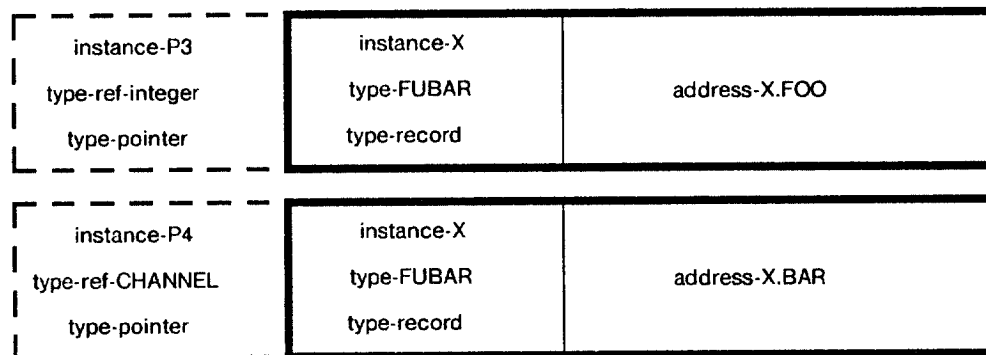 instance-P3
type-ref-integer
type-pointer
instance-X
type-FUBAR
type-record
address-X.FOO
instance-P4
type-ref-CHANNEL
type-pointer
instance-X
type-FUBAR
type-record
address-X.BAR